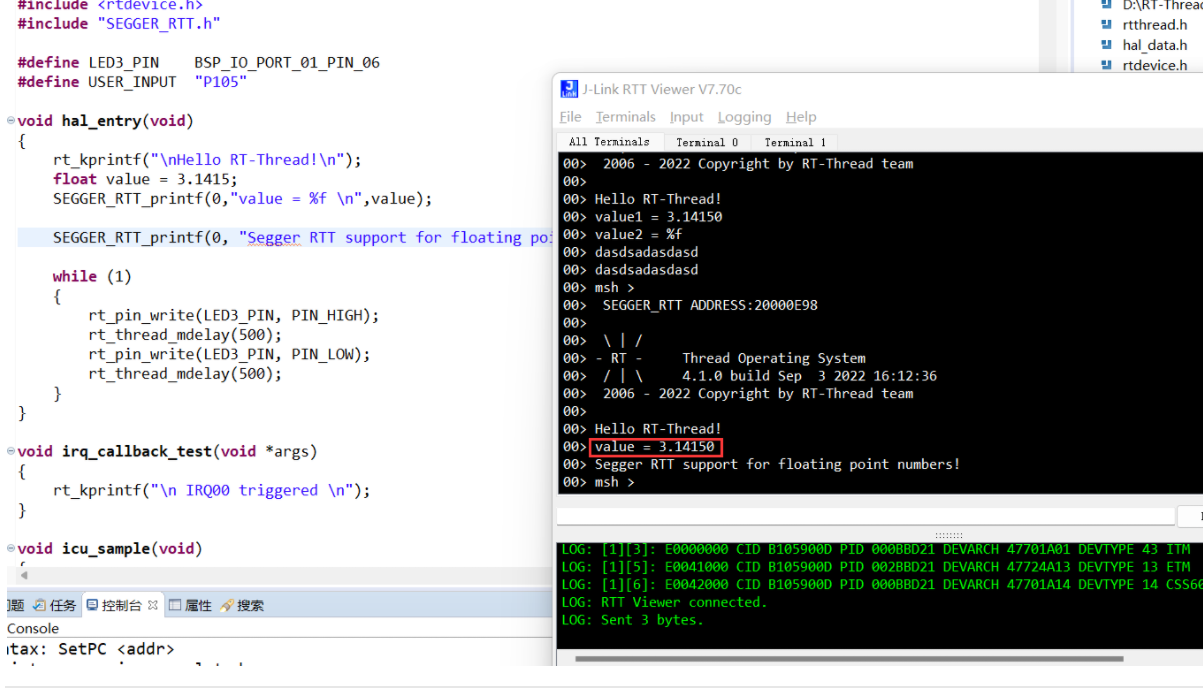 #include <rtdevice.h>
#include "SEGGER_RTT.h"
#define LED3_PIN    BSP_IO_PORT_01_PIN_06
#define USER_INPUT  "P105"
void hal_entry(void)
{
    rt_kprintf("\nHello RT-Thread!\n");
    float value = 3.1415;
    SEGGER_RTT_printf(0,"value = %f \n",value);
    SEGGER_RTT_printf(0, "Segger RTT support for floating poi
    while (1)
    {
        rt_pin_write(LED3_PIN, PIN_HIGH);
        rt_thread_mdelay(500);
        rt_pin_write(LED3_PIN, PIN_LOW);
        rt_thread_mdelay(500);
    }
}
void irq_callback_test(void *args)
{
    rt_kprintf("\n IRQ00 triggered \n");
}
void icu_sample(void)
{
问题 任务 控制台 属性 搜索
Console
ntax: SetPC <addr>
D:\RT-Thread
rtthread.h
hal_data.h
rtdevice.h
J-Link RTT Viewer V7.70c
File Terminals Input Logging Help
All Terminals Terminal 0 Terminal 1
00>  2006 - 2022 Copyright by RT-Thread team
00>
00> Hello RT-Thread!
00> value1 = 3.14150
00> value2 = %f
00> dasdsadasdasd
00> dasdsadasdasd
00> msh >
00>  SEGGER_RTT ADDRESS:20000E98
00>
00>  \ | /
00> - RT -     Thread Operating System
00>  / | \     4.1.0 build Sep  3 2022 16:12:36
00>  2006 - 2022 Copyright by RT-Thread team
00>
00> Hello RT-Thread!
00> value = 3.14150
00> Segger RTT support for floating point numbers!
00> msh >
LOG: [1][3]: E0000000 CID B105900D PID 000BBD21 DEVARCH 47701A01 DEVTYPE 43 ITM
LOG: [1][5]: E0041000 CID B105900D PID 002BBD21 DEVARCH 47724A13 DEVTYPE 13 ETM
LOG: [1][6]: E0042000 CID B105900D PID 000BBD21 DEVARCH 47701A14 DEVTYPE 14 CSS60
LOG: RTT Viewer connected.
LOG: Sent 3 bytes.